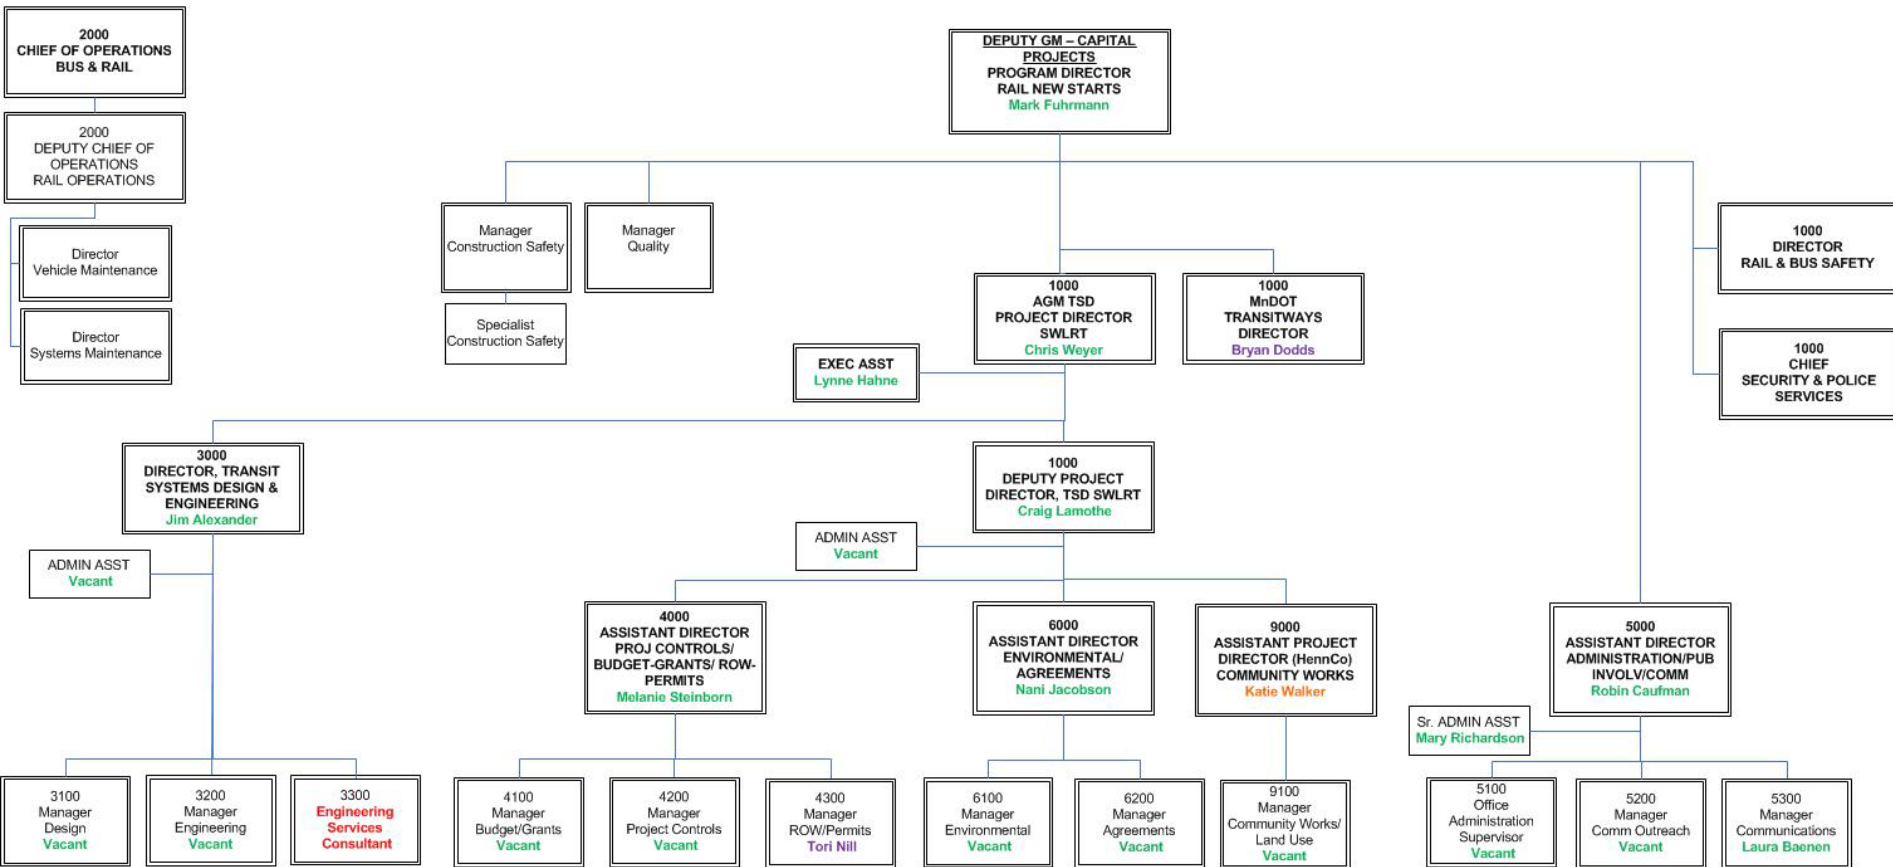 2000
CHIEF OF OPERATIONS
BUS & RAIL
2000
DEPUTY CHIEF OF
OPERATIONS
RAIL OPERATIONS
Director
Vehicle Maintenance
Director
Systems Maintenance
DEPUTY GM – CAPITAL
PROJECTS
PROGRAM DIRECTOR
RAIL NEW STARTS
Mark Fuhrmann
Manager
Construction Safety
Specialist
Construction Safety
Manager
Quality
1000
AGM TSD
PROJECT DIRECTOR
SWLRT
Chris Weyer
1000
MnDOT
TRANSITWAYS
DIRECTOR
Bryan Dodds
1000
DIRECTOR
RAIL & BUS SAFETY
1000
CHIEF
SECURITY & POLICE
SERVICES
EXEC ASST
Lynne Hahne
3000
DIRECTOR, TRANSIT
SYSTEMS DESIGN &
ENGINEERING
Jim Alexander
1000
DEPUTY PROJECT
DIRECTOR, TSD SWLRT
Craig Lamothe
ADMIN ASST
Vacant
ADMIN ASST
Vacant
4000
ASSISTANT DIRECTOR
PROJ CONTROLS/
BUDGET-GRANTS/ ROW-
PERMITS
Melanie Steinborn
6000
ASSISTANT DIRECTOR
ENVIRONMENTAL/
AGREEMENTS
Nani Jacobson
9000
ASSISTANT PROJECT
DIRECTOR (HennCo)
COMMUNITY WORKS
Katie Walker
5000
ASSISTANT DIRECTOR
ADMINISTRATION/PUB
INVOLV/COMM
Robin Caufman
Sr. ADMIN ASST
Mary Richardson
3100
Manager
Design
Vacant
3200
Manager
Engineering
Vacant
3300
Engineering
Services
Consultant
4100
Manager
Budget/Grants
Vacant
4200
Manager
Project Controls
Vacant
4300
Manager
ROW/Permits
Tori Nill
6100
Manager
Environmental
Vacant
6200
Manager
Agreements
Vacant
9100
Manager
Community Works/
Land Use
Vacant
5100
Office
Administration
Supervisor
Vacant
5200
Manager
Comm Outreach
Vacant
5300
Manager
Communications
Laura Baenen